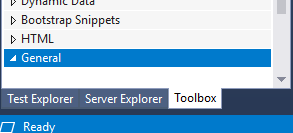 Dynamic Data
Bootstrap Snippets
HTML
General
Test Explorer Server Explorer Toolbox
Ready